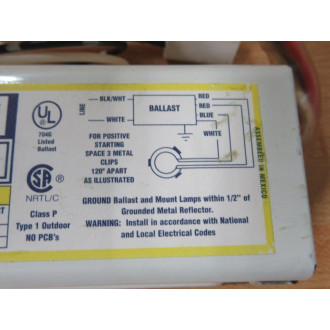 UL
704G
Listed
Ballast
NRTL/C
Class P
Type 1 Outdoor
NO PCB's
LINE
BLK/WHT
WHITE
BALLAST
RED
RED
BLUE
WHITE
FOR POSITIVE
STARTING
SPACE 3 METAL
CLIPS
120° APART
AS ILLUSTRATED
GROUND Ballast and Mount Lamps within 1/2" of
Grounded Metal Reflector.
WARNING: Install in accordance with National
and Local Electrical Codes
ASSEMBLED IN MEXICO